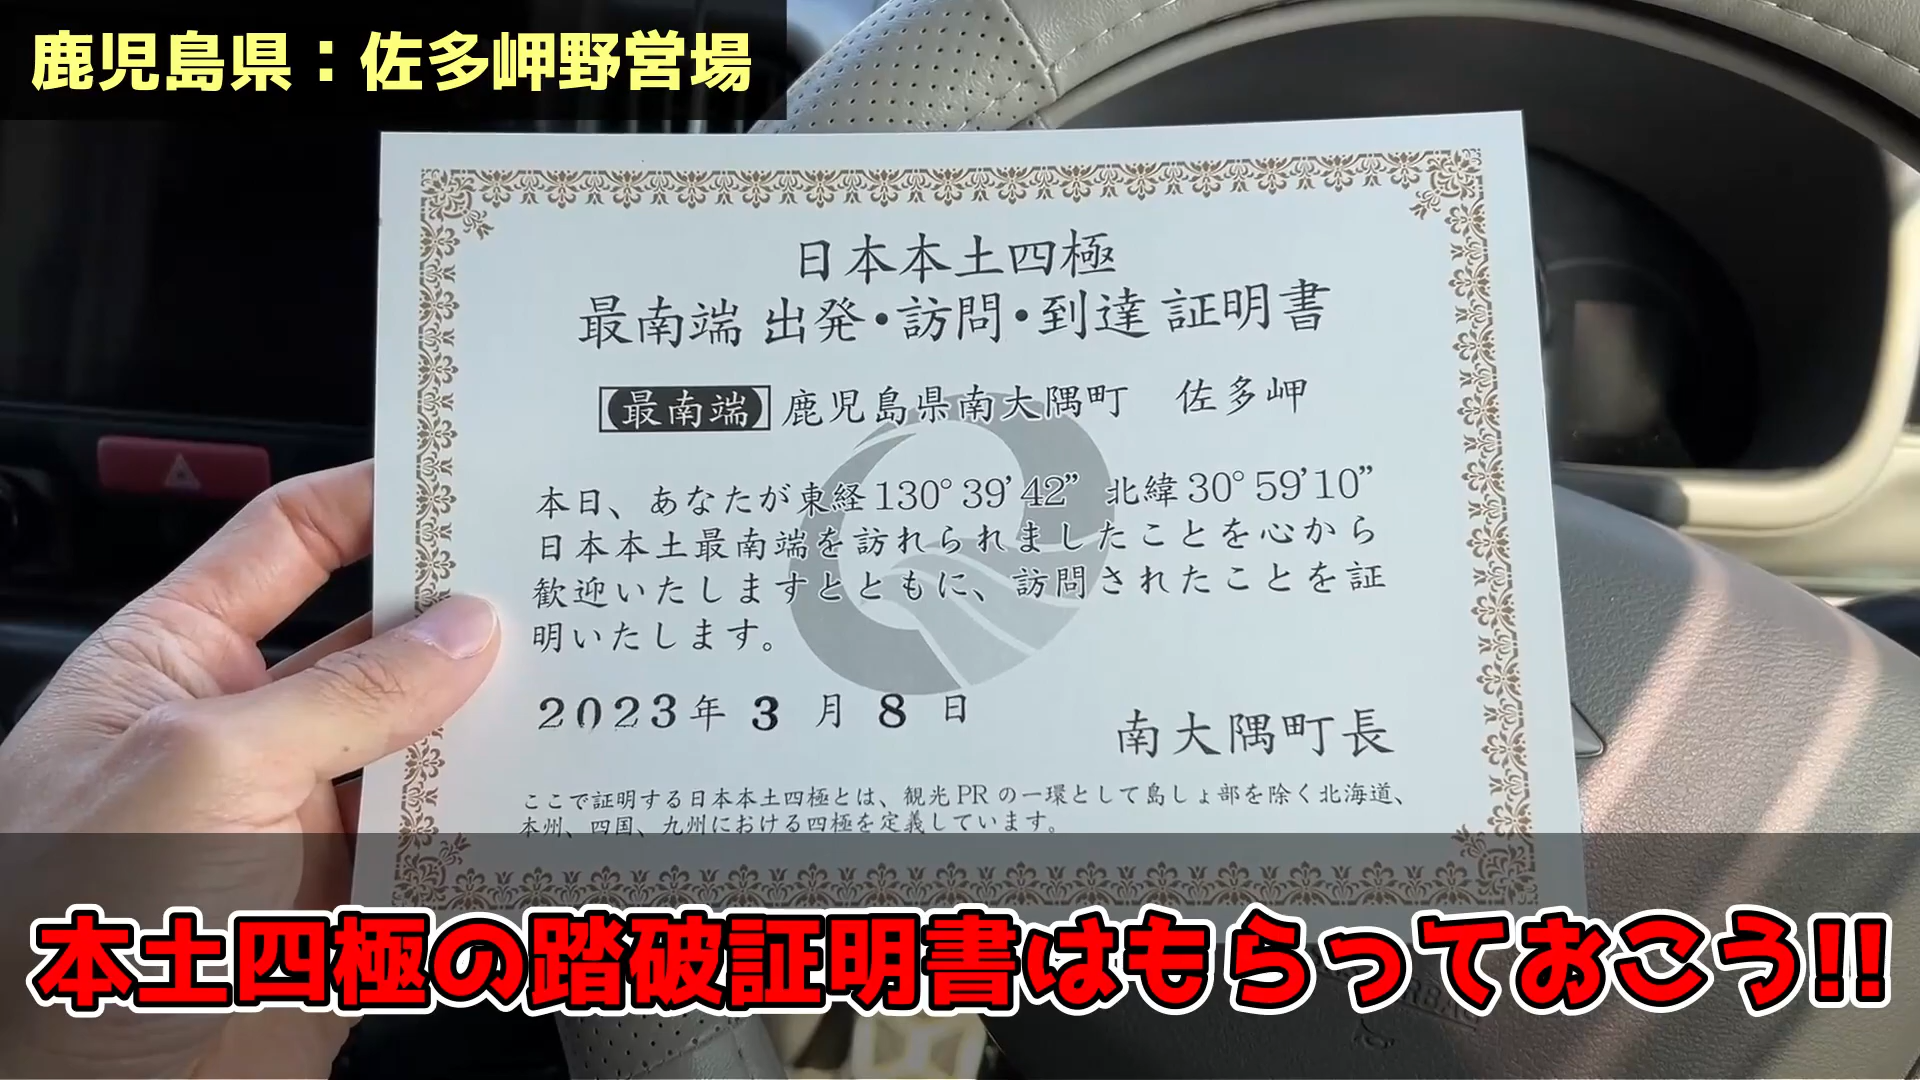 鹿児島県：佐多岬野営場
日本本土四極
最南端 出発・訪問・到達 証明書
最南端 鹿児島県南大隅町　佐多岬
本日、あなたが東経130°39’42” 北緯30°59’10”
日本本土最南端を訪れられましたことを心から
歓迎いたしますとともに、訪問されたことを証
明いたします。
2023年 3 月 8 日
南大隅町長
ここで証明する日本本土四極とは、観光PRの一環として島しょ部を除く北海道、
本州、四国、九州における四極を定義しています。
本土四極の踏破証明書はもらっておこう!!